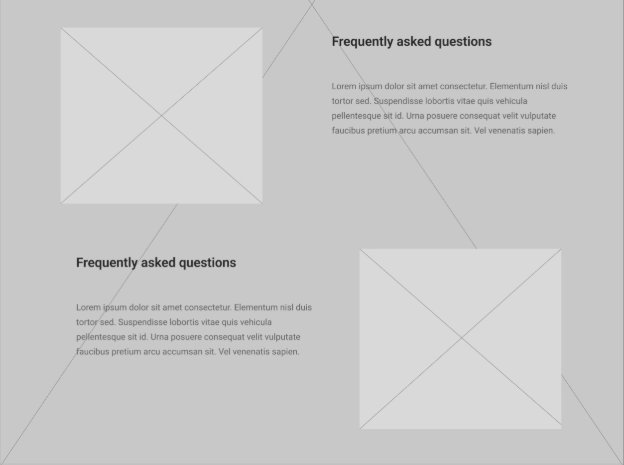 Frequently asked questions
Lorem ipsum dolor sit amet consectetur. Elementum nisl duis
tortor sed. Suspendisse lobortis vitae quis vehicula
pellentesque sit id. Urna posuere consequat velit vulputate
faucibus pretium arcu accumsan sit. Vel venenatis sapien.
Frequently asked questions
Lorem ipsum dolor sit amet consectetur. Elementum nisl duis
tortor sed. Suspendisse lobortis vitae quis vehicula
pellentesque sit id. Urna posuere consequat velit vulputate
faucibus pretium arcu accumsan sit. Vel venenatis sapien.